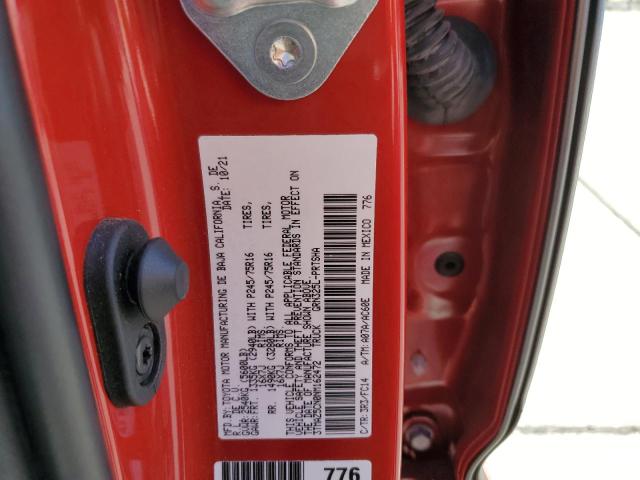 MFD. BY: TOYOTA MOTOR MANUFACTURING DE BAJA CALIFORNIA, S. DE
R. L. DE C. V. DATE: 10/21
GVWR: 2540KG (5600LB)
GAWR: FRT. 1335KG (2940LB) WITH P245/75R16 TIRES,
16X7J RIMS,
RR. 1490KG (3280LB) WITH P245/75R16 TIRES,
16X7J RIMS,
THIS VEHICLE CONFORMS TO ALL APPLICABLE FEDERAL MOTOR
VEHICLE SAFETY AND THEFT PREVENTION STANDARDS IN EFFECT ON
THE DATE OF MANUFACTURE SHOWN ABOVE.
3TMAZ5CN0NM162472 TRUCK GRN325L-PRTSHA
C/TR:3R3/FC14 A/TM:A07A/AC60E MADE IN MEXICO 776
776